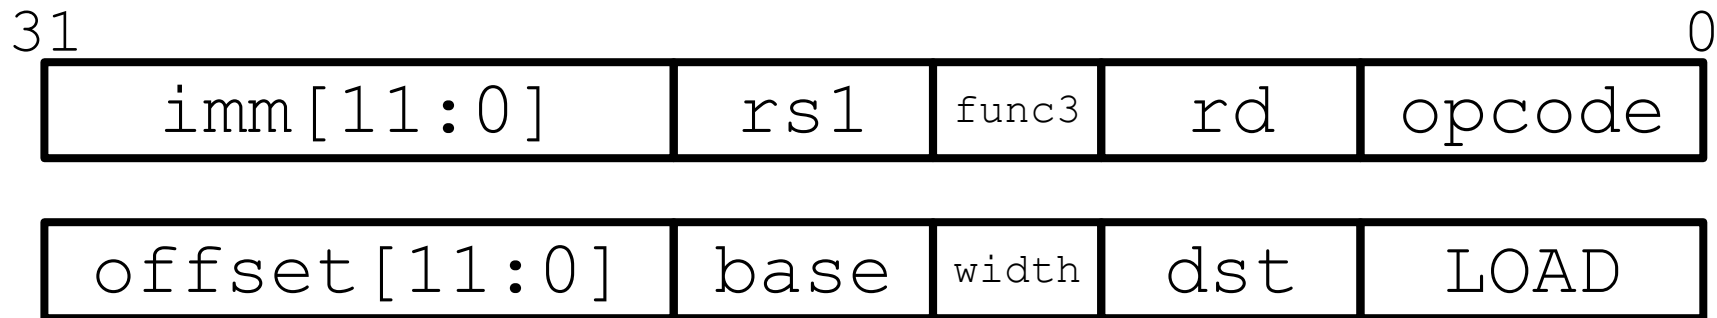 31 0
imm[11:0] rs1 func3 rd opcode
offset[11:0] base width dst LOAD